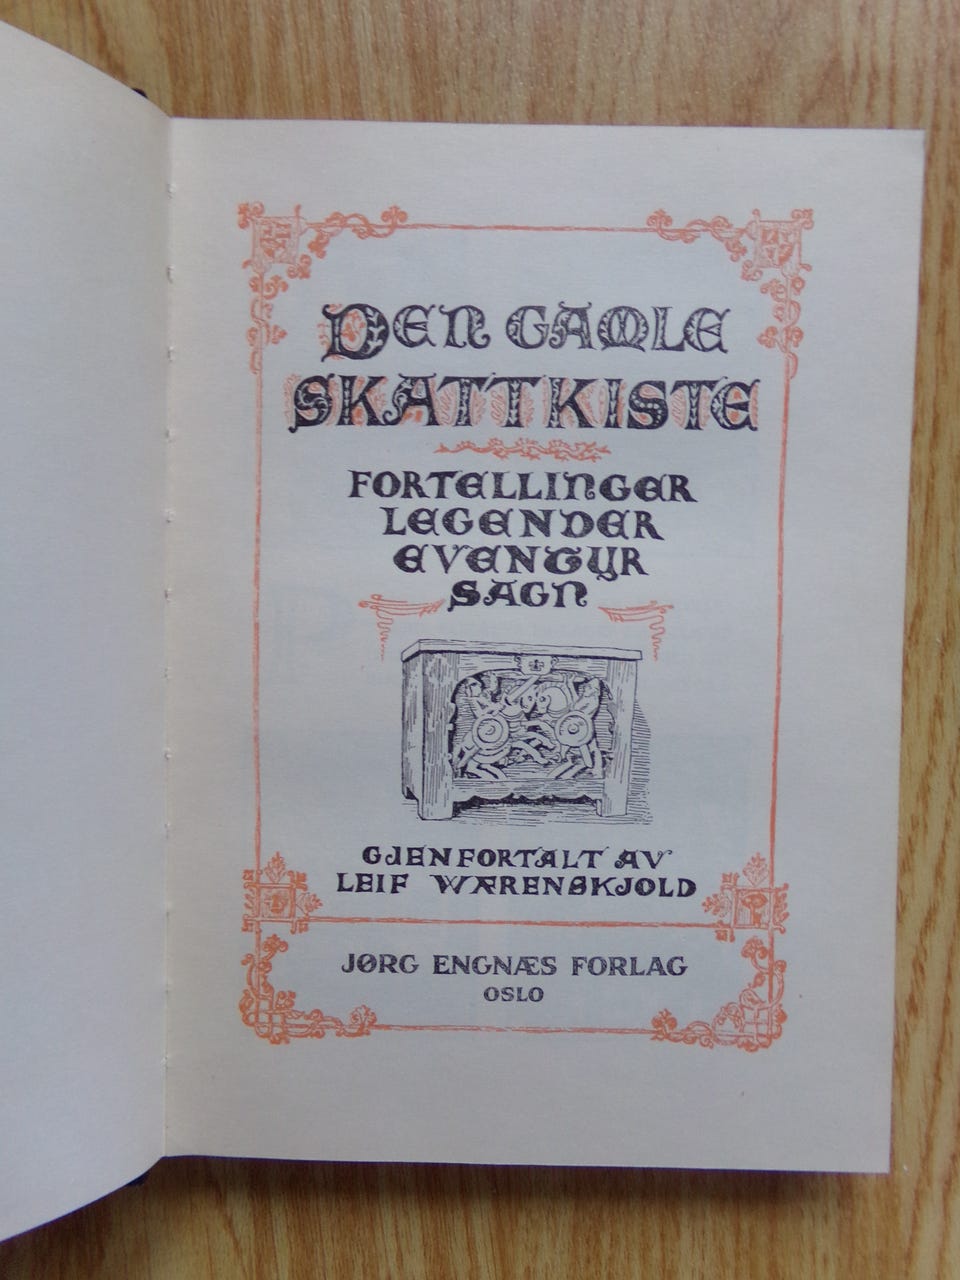 DEN GAMLE
SKATTKISTE
FORTELLINGER
LEGENDER
EVENTYR
SAGN
GJENFORTALT AV
LEIF WÆRENSKJOLD
JØRG ENGNÆS FORLAG
OSLO